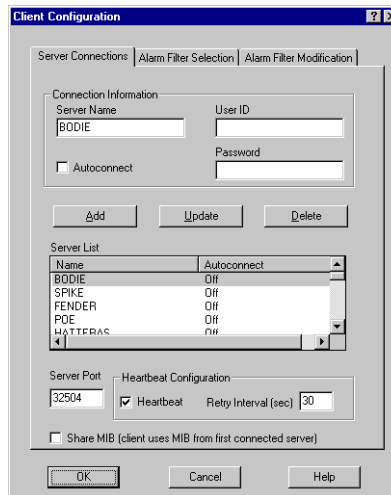 Client Configuration
Server Connections Alarm Filter Selection Alarm Filter Modification
Connection Information
Server Name User ID
BODIE
Password
Autoconnect
Add Update Delete
Server List
Name Autoconnect
BODIE Off
SPIKE Off
FENDER Off
POE Off
HATTERAS Off
Server Port Heartbeat Configuration
32504 Heartbeat Retry Interval (sec) 30
Share MIB (client uses MIB from first connected server)
OK Cancel Help